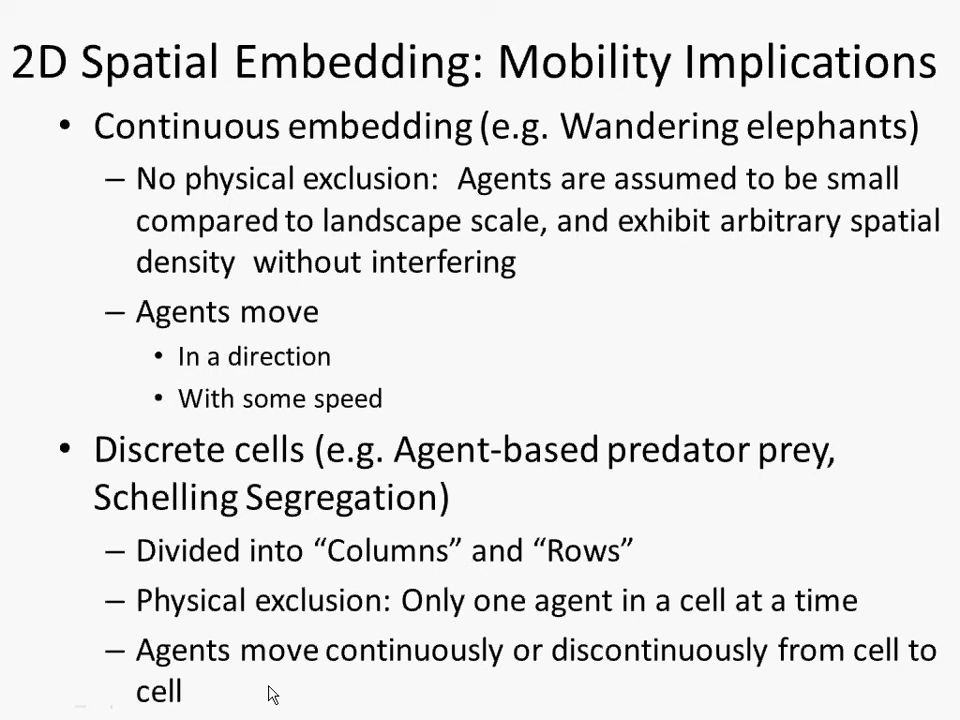 2D Spatial Embedding: Mobility Implications
• Continuous embedding (e.g. Wandering elephants)
– No physical exclusion: Agents are assumed to be small
compared to landscape scale, and exhibit arbitrary spatial
density without interfering
– Agents move
• In a direction
• With some speed
• Discrete cells (e.g. Agent-based predator prey,
Schelling Segregation)
– Divided into “Columns” and “Rows”
– Physical exclusion: Only one agent in a cell at a time
– Agents move continuously or discontinuously from cell to
cell